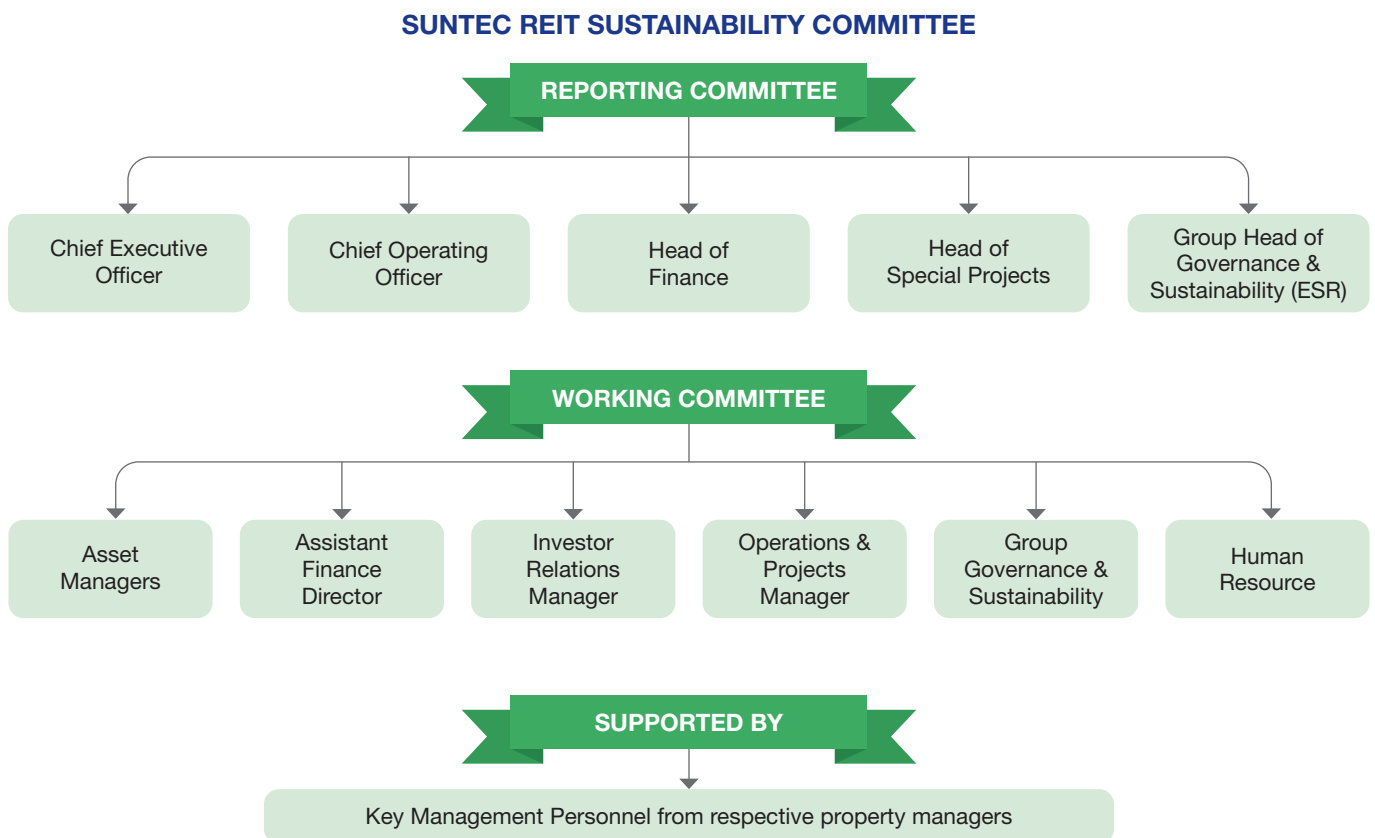 SUNTEC REIT SUSTAINABILITY COMMITTEE
REPORTING COMMITTEE
Chief Executive
Officer
Chief Operating
Officer
Head of
Finance
Head of
Special Projects
Group Head of
Governance &
Sustainability (ESR)
WORKING COMMITTEE
Asset
Managers
Assistant
Finance
Director
Investor
Relations
Manager
Operations &
Projects
Manager
Group
Governance &
Sustainability
Human
Resource
SUPPORTED BY
Key Management Personnel from respective property managers